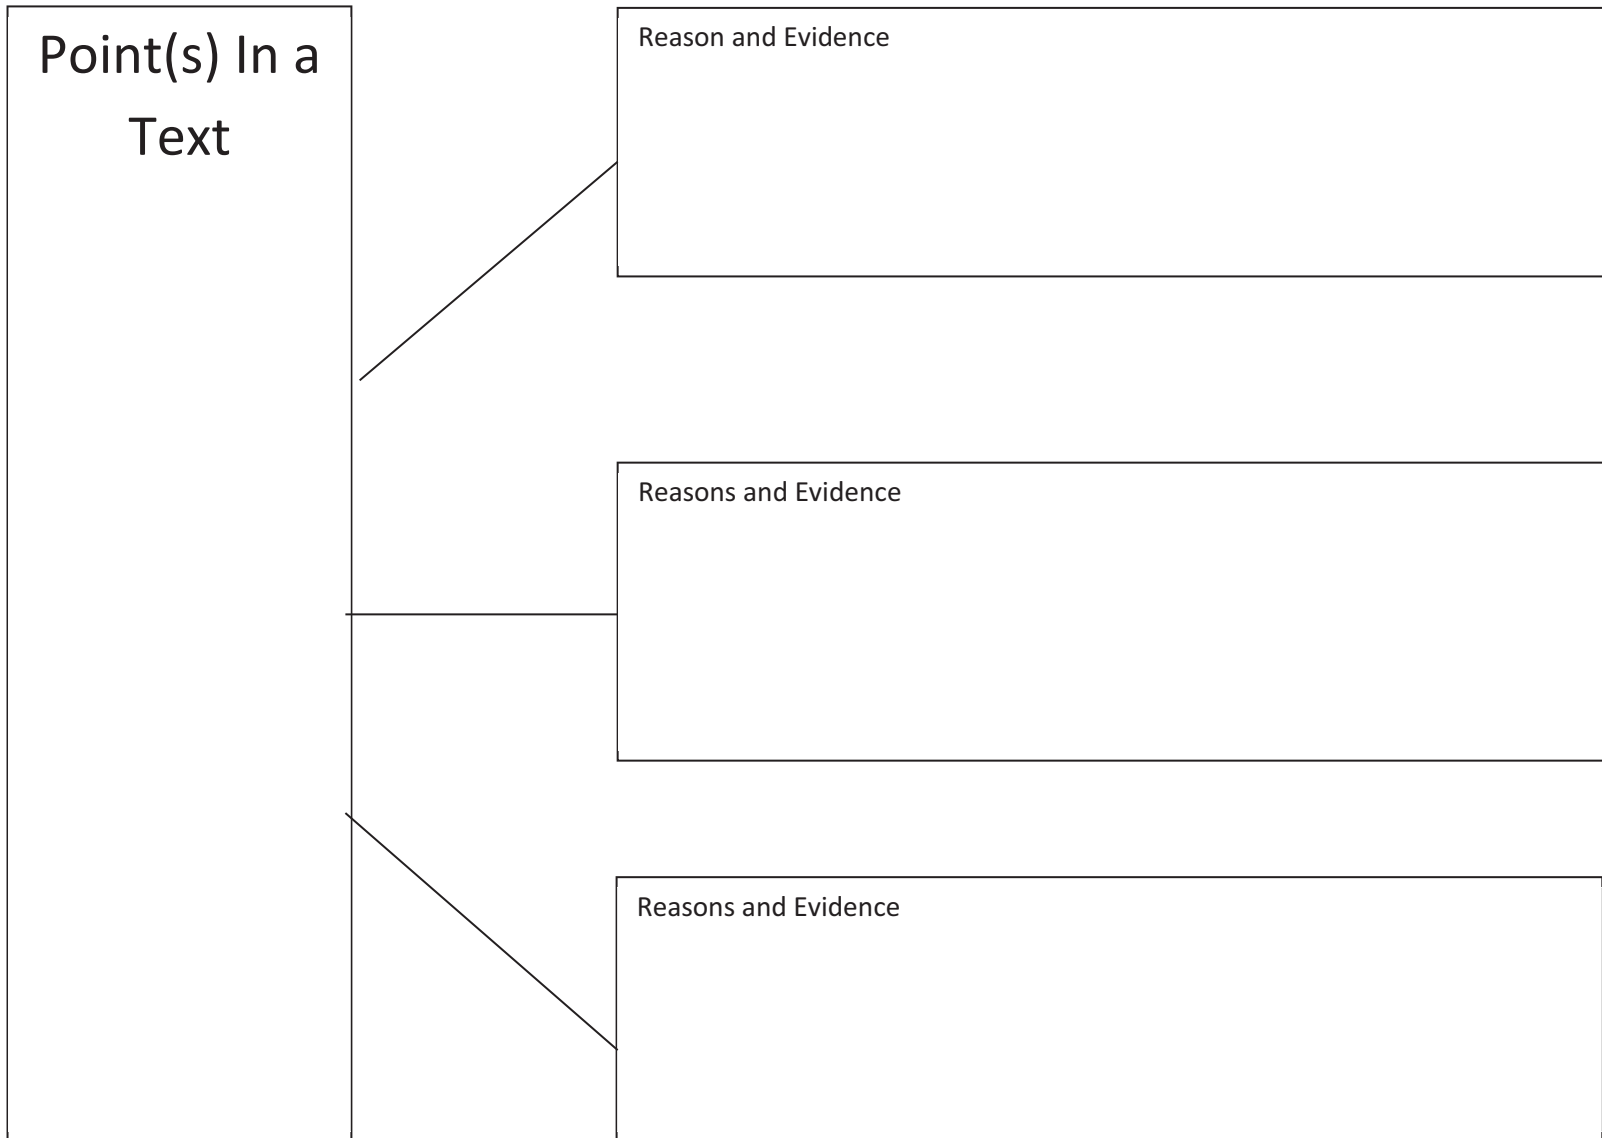 Point(s) In a
Text
Reason and Evidence
Reasons and Evidence
Reasons and Evidence